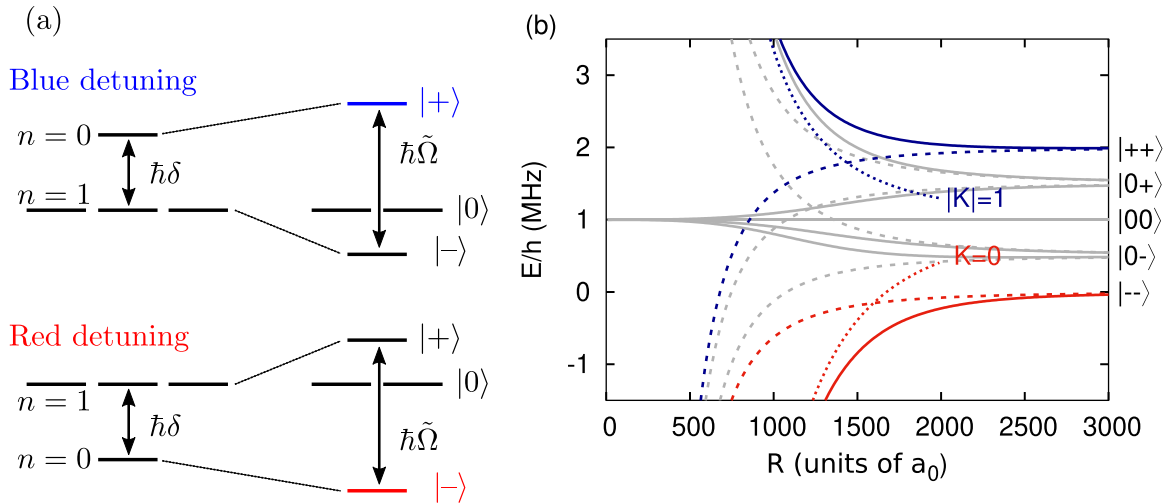 (a)
Blue detuning
|+⟩
n = 0
ħδ
ħΩ̃
n = 1
|0⟩
|−⟩
Red detuning
|+⟩
|0⟩
n = 1
ħδ
ħΩ̃
n = 0
|−⟩
(b)
E/h (MHz)
3
2
1
0
-1
|K|=1
K=0
|++⟩
|0+⟩
|00⟩
|0-⟩
|--⟩
0 500 1000 1500 2000 2500 3000
R (units of a₀)